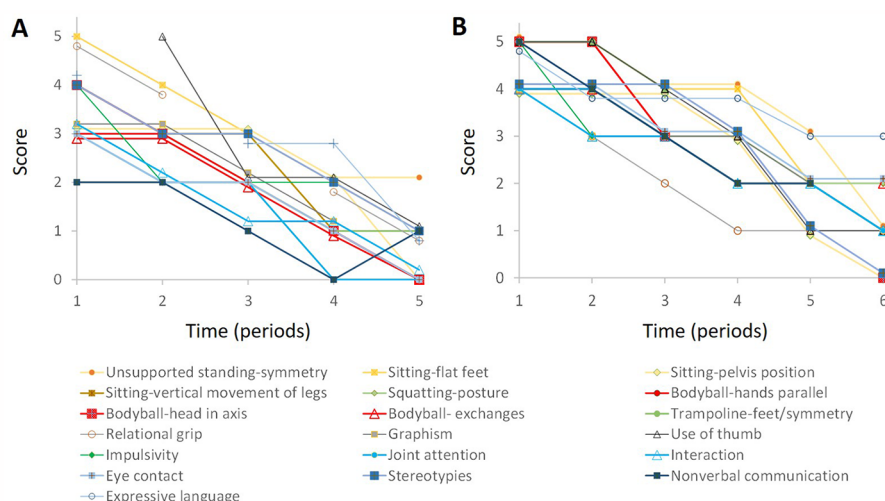 A
B
5
4
3
2
1
0
Score
1 2 3 4 5
Time (periods)
5
4
3
2
1
0
Score
1 2 3 4 5 6
Time (periods)
Unsupported standing-symmetry Sitting-flat feet Sitting-pelvis position
Sitting-vertical movement of legs Squatting-posture Bodyball-hands parallel
Bodyball-head in axis Bodyball- exchanges Trampoline-feet/symmetry
Relational grip Graphism Use of thumb
Impulsivity Joint attention Interaction
Eye contact Stereotypies Nonverbal communication
Expressive language